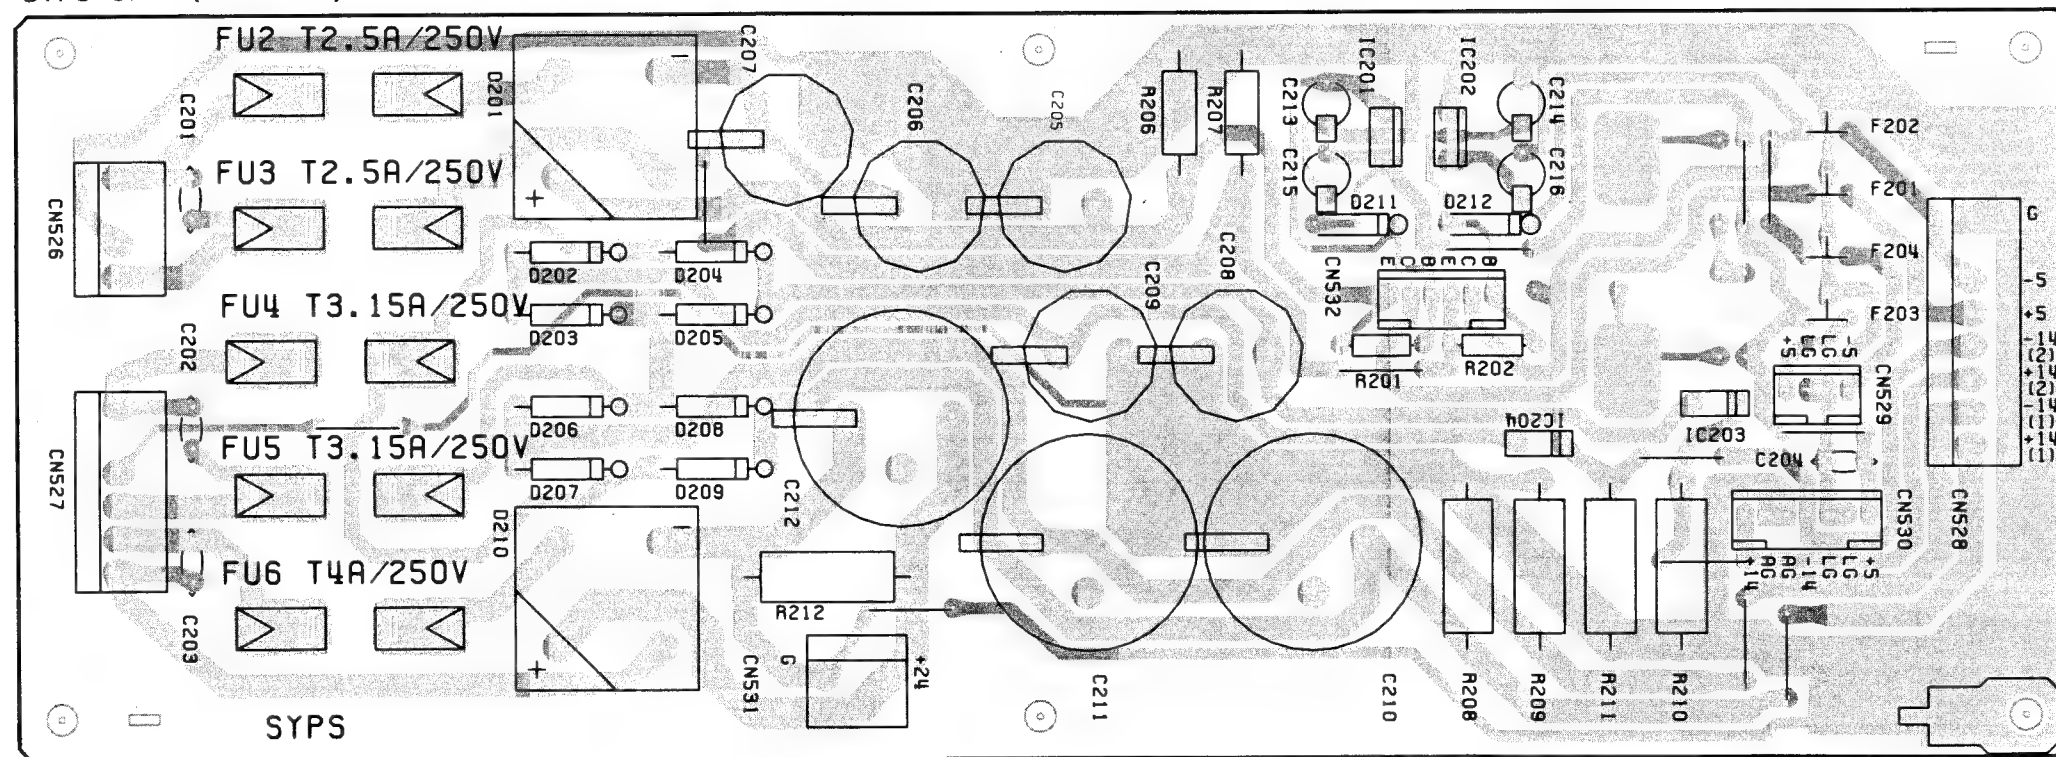 FU2 T2.5A/250V
D201
C207
C201
FU3 T2.5A/250V
CN526
C206
C205
R206
R207
C213
IC201
IC202
C214
C215
C216
D211
D212
F202
F201
F204
F203
G
-5
+5
-14
(2)
+14
(2)
-14
(1)
+14
(1)
D202
D204
FU4 T3.15A/250V
D203
D205
C202
C209
C208
CN532
E C B E C B
R201
R202
+5 LG LG -5
CN529
IC203
IC204
C204
D206
D208
FU5 T3.15A/250V
CN527
D207
D209
C212
D210
CN530
CN528
+14 AG AG -14 LG LG +5
FU6 T4A/250V
R212
C203
CN531
G
+24
C211
C210
R208
R209
R211
R210
SYPS